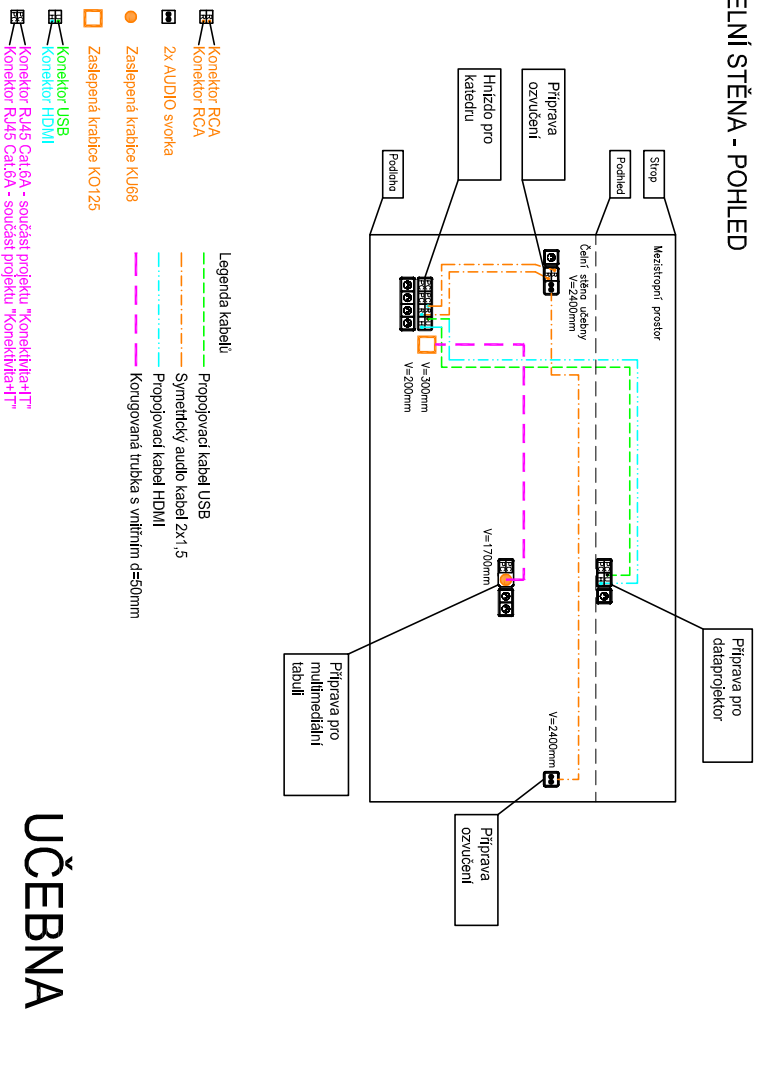 ELNÍ STĚNA - POHLED
Strop
Podhled
Mezistropní prostor
Příprava
ozvučení
Hnízdo pro
katedru
Podlaha
Čelní stěna učebny
V=2400mm
V=300mm
V=200mm
V=1700mm
V=2400mm
Příprava pro
dataprojektor
Příprava pro
multimediální
tabuli
Příprava
ozvučení
Konektor RCA
Konektor RCA
2x AUDIO svorka
Zaslepená krabice KU68
Zaslepená krabice KO125
Konektor USB
Konektor HDMI
Konektor RJ45 Cat.6A - součást projektu "Konektivita+IT"
Konektor RJ45 Cat.6A - součást projektu "Konektivita+IT"
Legenda kabelů
Propojovací kabel USB
Symetrický audio kabel 2x1,5
Propojovací kabel HDMI
Korugovaná trubka s vnitřním d=50mm
UČEBNA